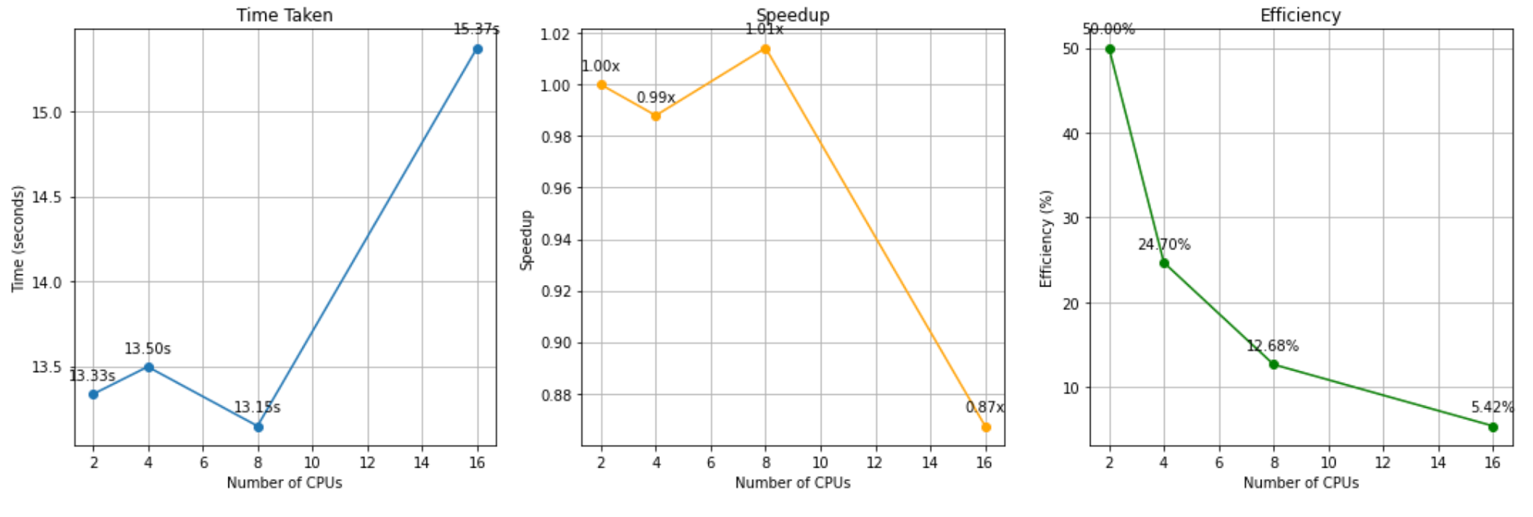 Time Taken
15.37s
15.0
14.5
14.0
13.5
13.33s
13.50s
13.15s
Time (seconds)
2 4 6 8 10 12 14 16
Number of CPUs
Speedup
1.02
1.00
0.98
0.96
0.94
0.92
0.90
0.88
1.00x
0.99x
1.01x
0.87x
Speedup
2 4 6 8 10 12 14 16
Number of CPUs
Efficiency
50
40
30
20
10
50.00%
24.70%
12.68%
5.42%
Efficiency (%)
2 4 6 8 10 12 14 16
Number of CPUs